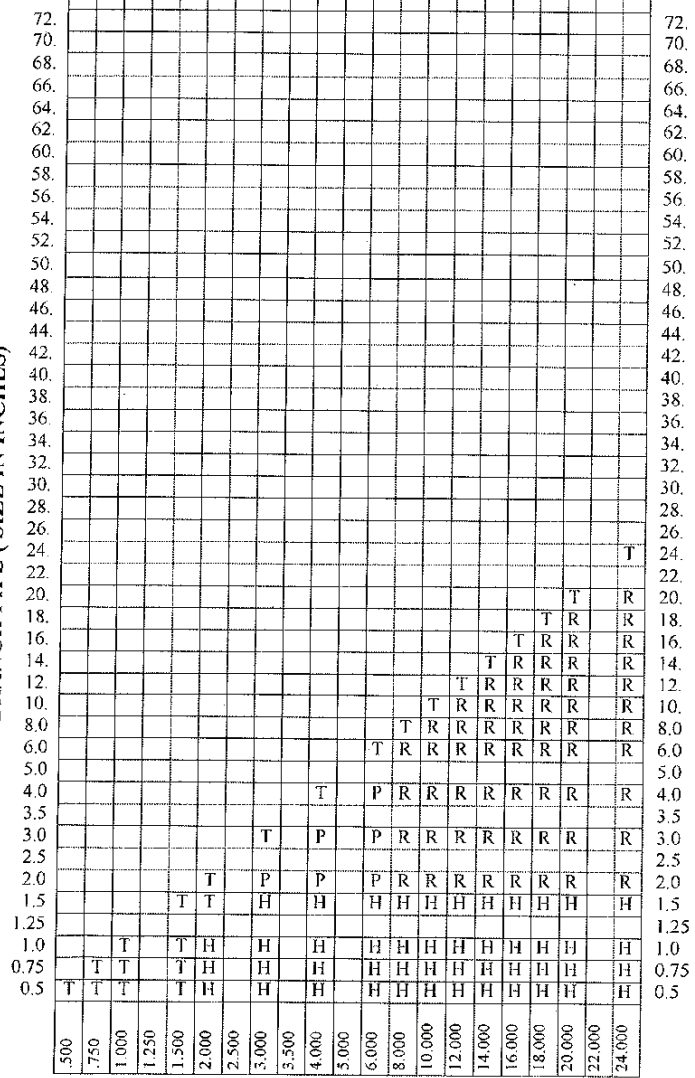 72. 72.
70. 70.
68. 68.
66. 66.
64. 64.
62. 62.
60. 60.
58. 58.
56. 56.
54. 54.
52. 52.
50. 50.
48. 48.
46. 46.
44. 44.
42. 42.
40. 40.
38. 38.
36. 36.
34. 34.
32. 32.
30. 30.
28. 28.
26. 26.
24. T 24.
22. 22.
20. T R 20.
18. T R R 18.
16. T R R R 16.
14. T R R R R 14.
12. T R R R R R 12.
10. T R R R R R R 10.
8.0 T R R R R R R R 8.0
6.0 T R R R R R R R R 6.0
5.0 5.0
4.0 T P R R R R R R R R 4.0
3.5 3.5
3.0 T P P R R R R R R R R 3.0
2.5 2.5
2.0 T P P P R R R R R R R R 2.0
1.5 T T H H H H H H H H H H H 1.5
1.25 1.25
1.0 T T H H H H H H H H H H H H 1.0
0.75 T T T H H H H H H H H H H H H 0.75
0.5 T T T T H H H H H H H H H H H H 0.5
.500 .750 1.000 1.250 1.500 2.000 2.500 3.000 3.500 4.000 5.000 6.000 8.000 10.000 12.000 14.000 16.000 18.000 20.000 22.000 24.000